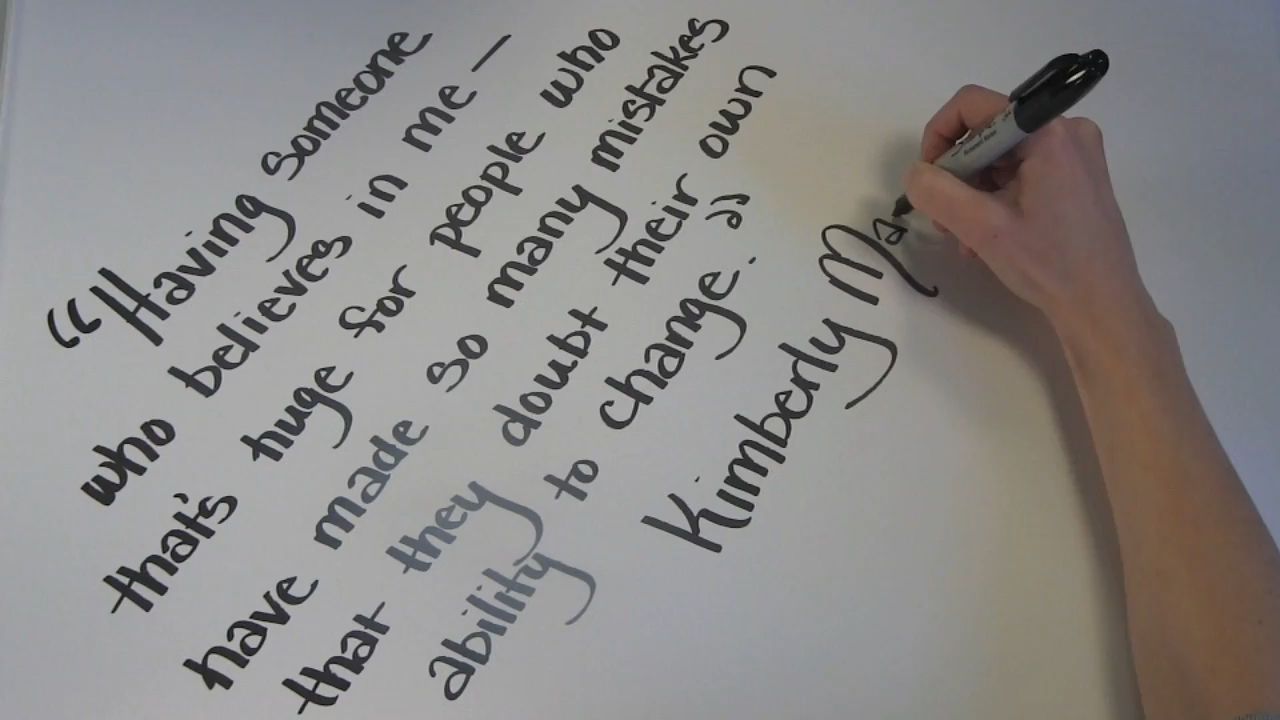 “Having someone
who believes in me —
that's huge for people who
have made so many mistakes
that they doubt their own
ability to change.”
Kimberly Ma